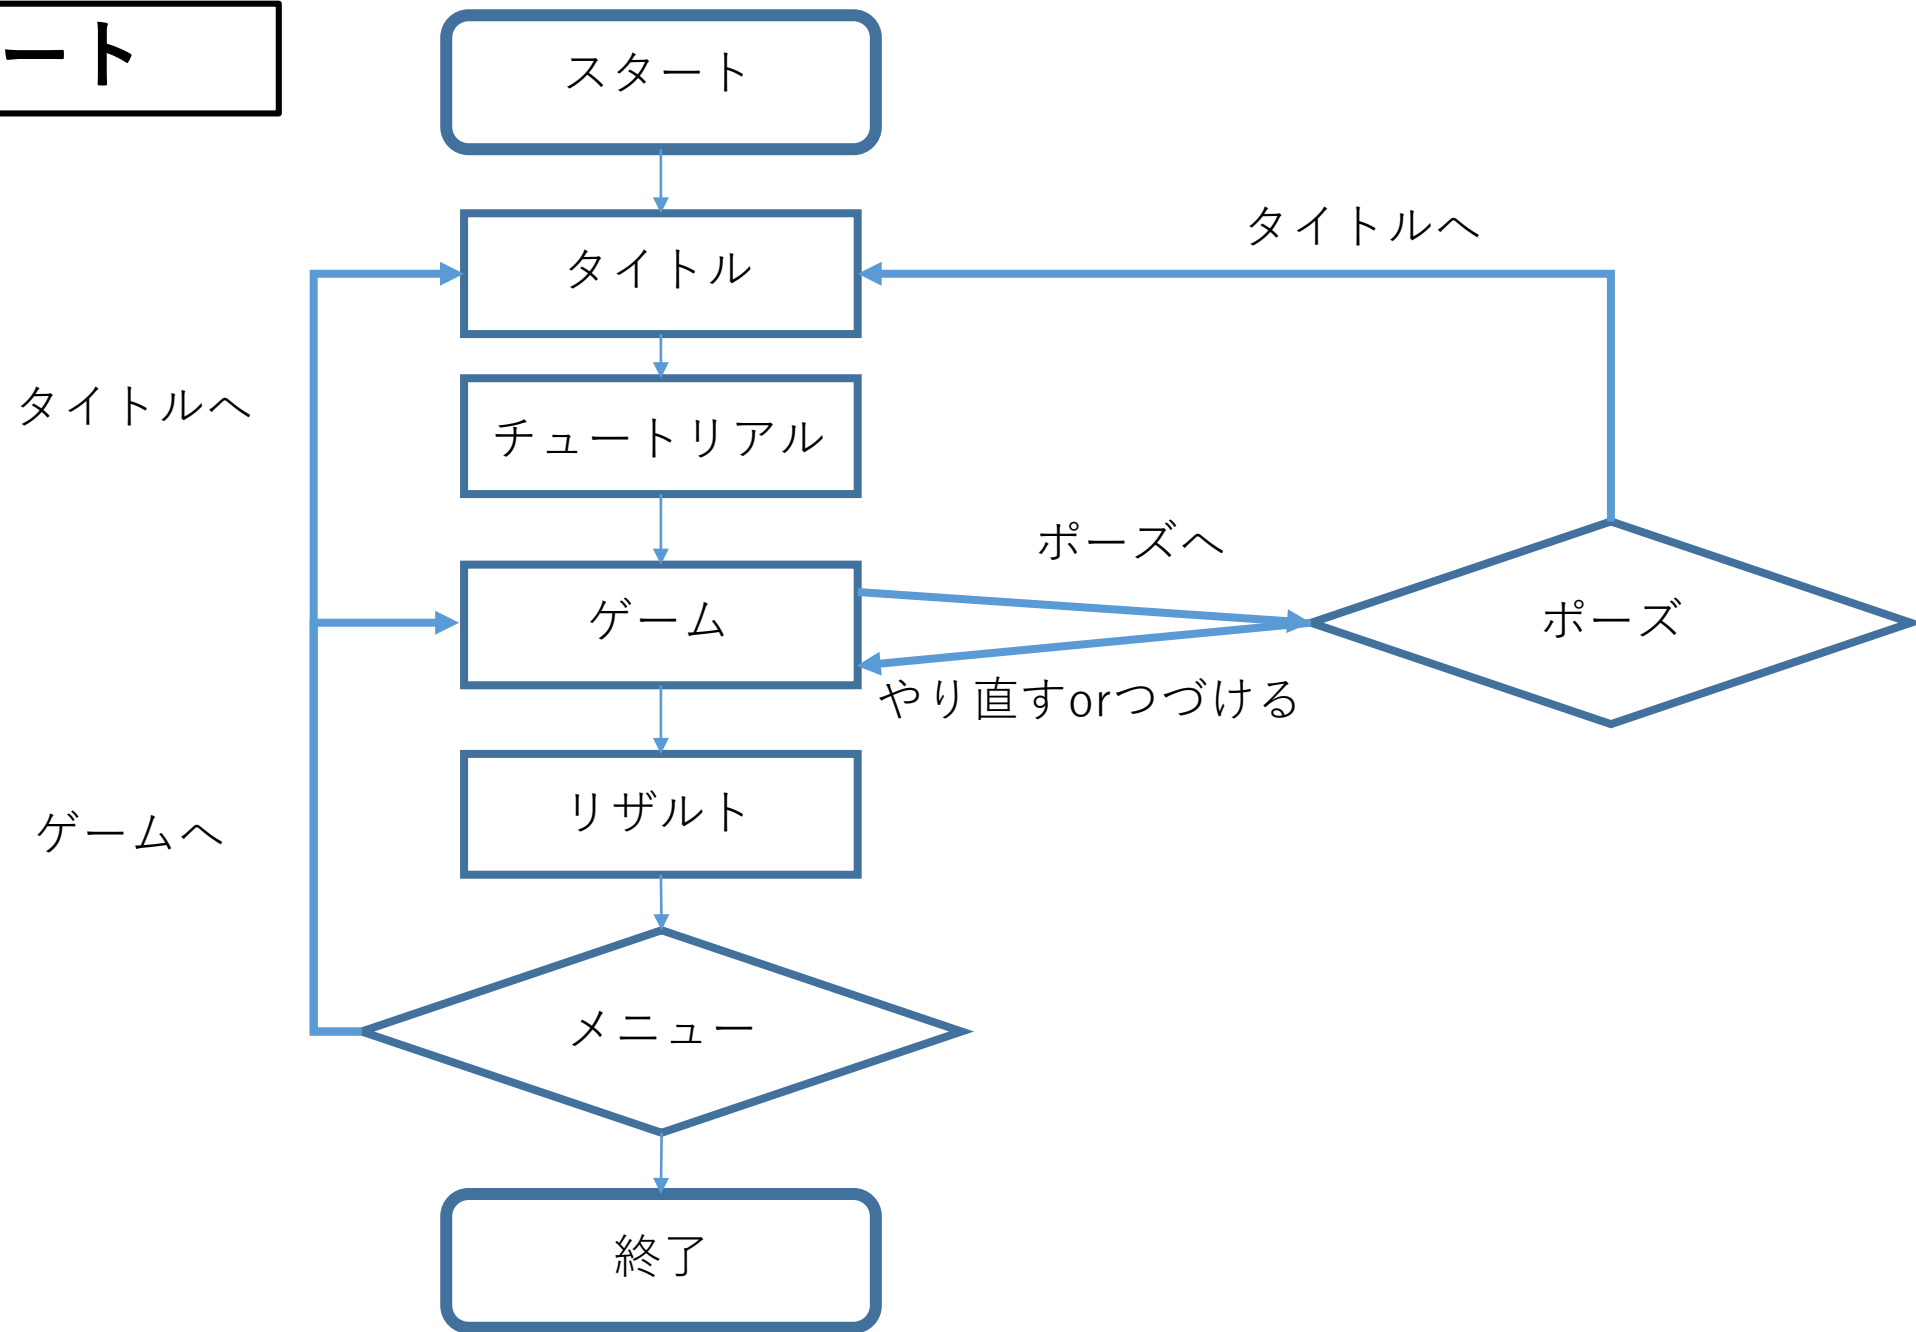 ート
スタート
タイトルへ
タイトル
タイトルへ
チュートリアル
ポーズへ
ゲーム
ポーズ
やり直すorつづける
リザルト
ゲームへ
メニュー
終了